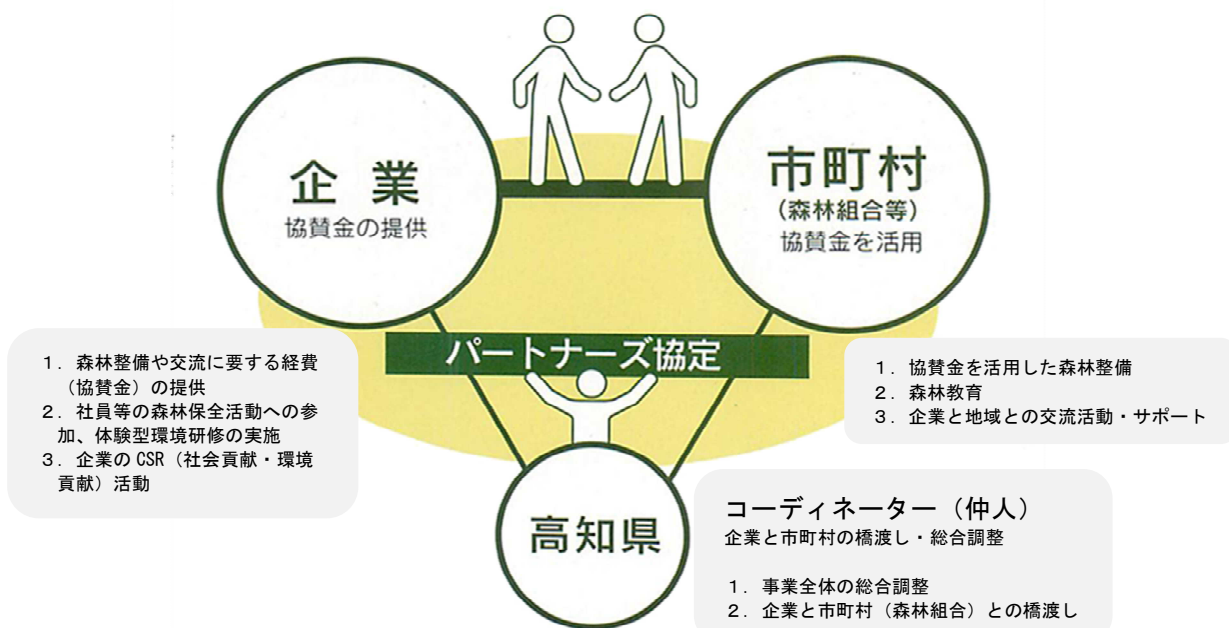 企業
協賛金の提供
市町村
（森林組合等）
協賛金を活用
パートナーズ協定
１．森林整備や交流に要する経費
（協賛金）の提供
２．社員等の森林保全活動への参
加、体験型環境研修の実施
３．企業の CSR（社会貢献・環境
貢献）活動
１．協賛金を活用した森林整備
２．森林教育
３．企業と地域との交流活動・サポート
高知県
コーディネーター（仲人）
企業と市町村の橋渡し・総合調整
１．事業全体の総合調整
２．企業と市町村（森林組合）との橋渡し